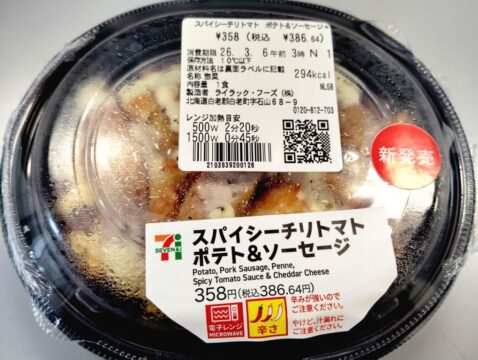 スパイシーチリトマト ポテト&ソーセージ
¥358(税込 ¥386.64)
消費期限 26. 3. 6午前 3時 N 1
保存方法 10℃以下
原材料名は裏面ラベルに記載 294kcal
名称 惣菜
内容量 1食 NL58
製造者 ライラック・フーズ(株)
北海道白老郡白老町字石山68-9
0120-812-703
レンジ加熱目安
500W 2分20秒
1500W 0分45秒
2103939200126
新発売
7
SEVEN&i
スパイシーチリトマト
ポテト&ソーセージ
Potato, Pork Sausage, Penne,
Spicy Tomato Sauce & Cheddar Cheese
358円(税込386.64円)
電子レンジ
MICROWAVE
辛さ
辛みが強いので
ご注意ください。
やけど、汁漏れに
ご注意ください。